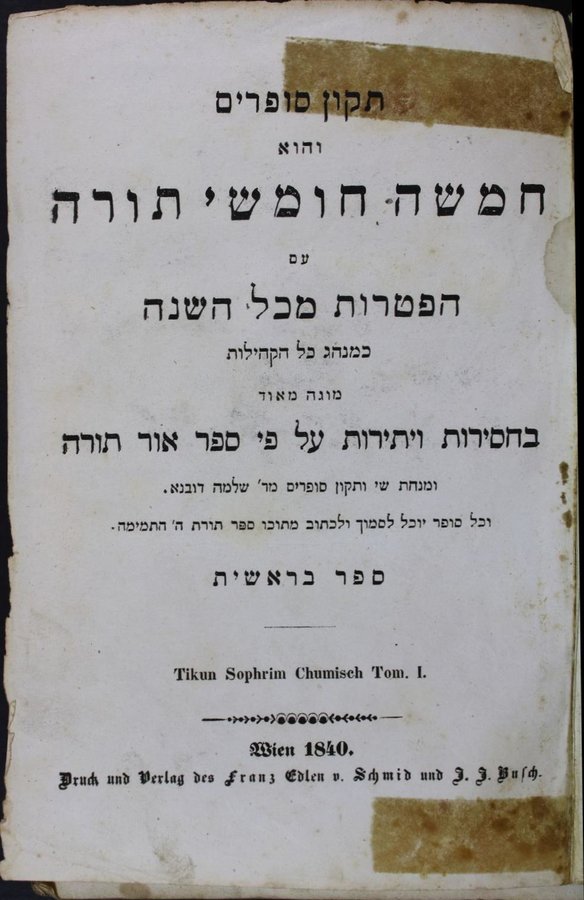 תקון סופרים
והוא
חמשה חומשי תורה
עם
הפטרות מכל השנה
כמנהג כל הקהילות
מוגה מאוד
בחסירות ויתירות על פי ספר אור תורה
ומנחת שי ותקון סופרים מד' שלמה דובנא.
וכל סופר יוכל לסמוך ולכתוב מתוכו ספר תורת ה' התמימה.
ספר בראשית
Tikun Sophrim Chumisch Tom. I.
Wien 1840.
Druck und Verlag des Franz Edlen v. Schmid und J. J. Busch.